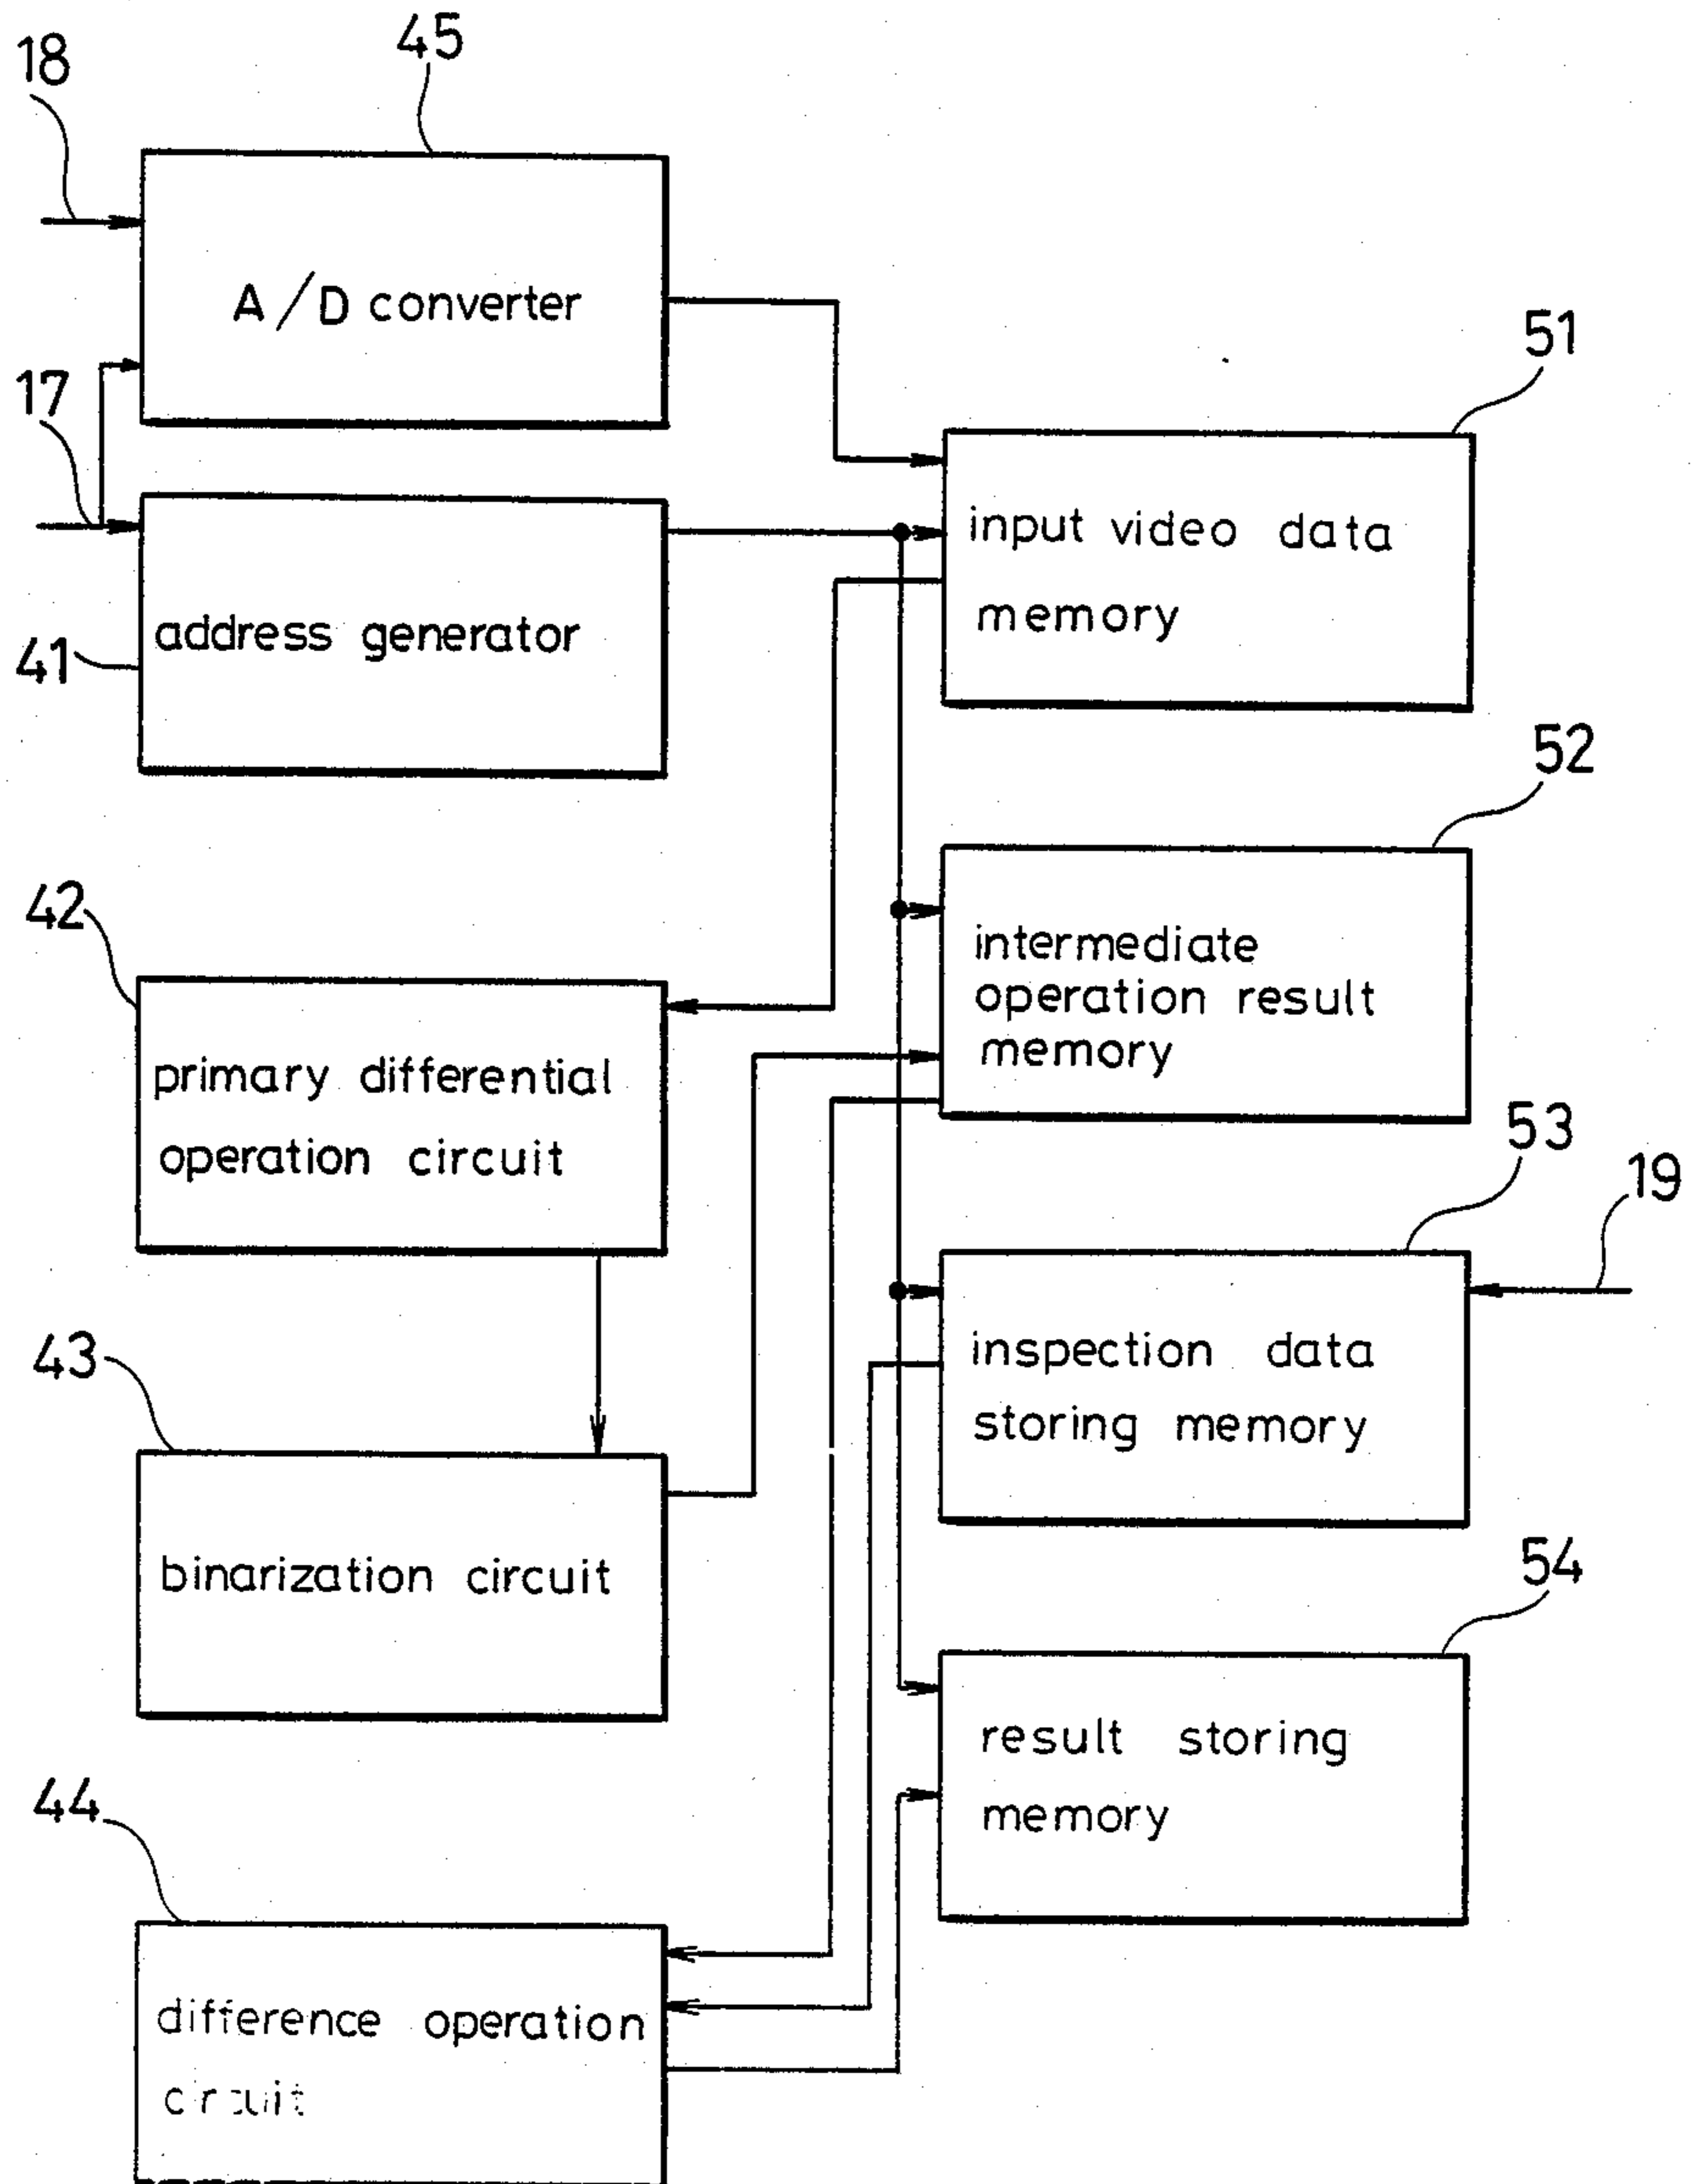 45
18
A/D converter
17
51
input video data
memory
address generator
41
52
42
intermediate
operation result
memory
primary differential
operation circuit
53
19
43
inspection data
storing memory
binarization circuit
54
result storing
memory
44
difference operation
circuit